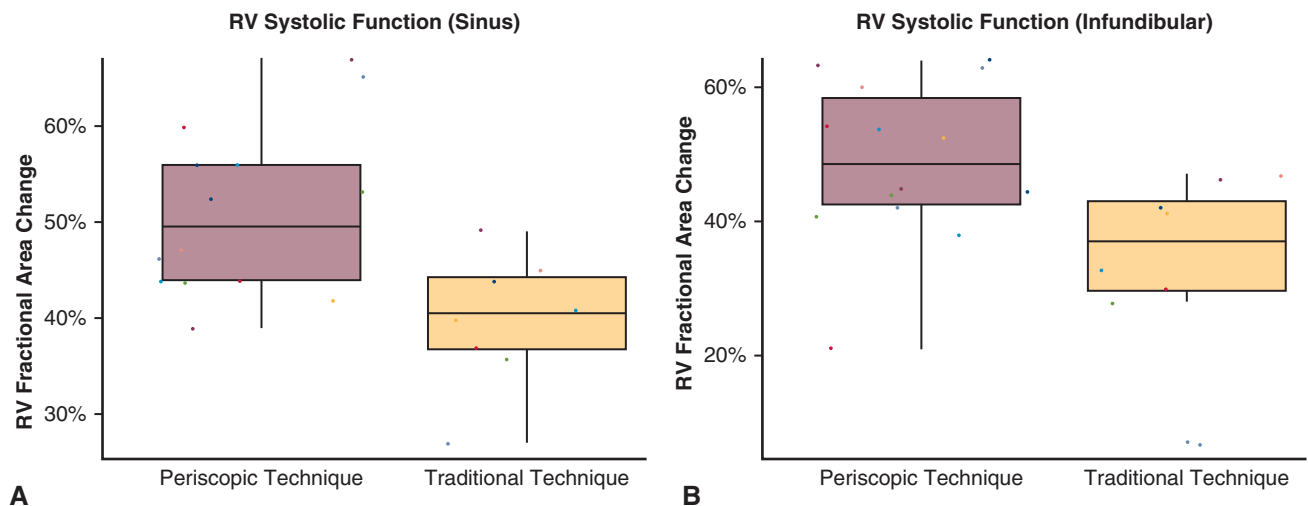 RV Systolic Function (Sinus)
RV Fractional Area Change
60%
50%
40%
30%
Periscopic Technique
Traditional Technique
A
RV Systolic Function (Infundibular)
RV Fractional Area Change
60%
40%
20%
Periscopic Technique
Traditional Technique
B